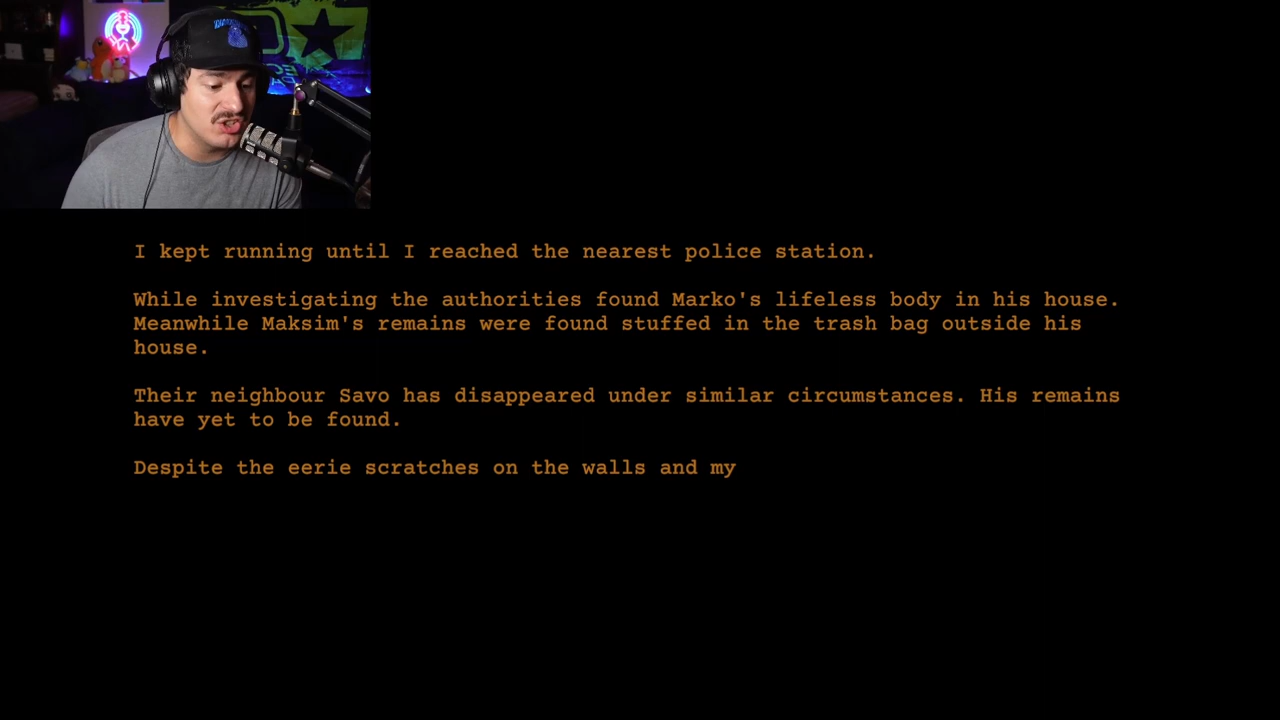 I kept running until I reached the nearest police station.
While investigating the authorities found Marko's lifeless body in his house.
Meanwhile Maksim's remains were found stuffed in the trash bag outside his
house.
Their neighbour Savo has disappeared under similar circumstances. His remains
have yet to be found.
Despite the eerie scratches on the walls and my